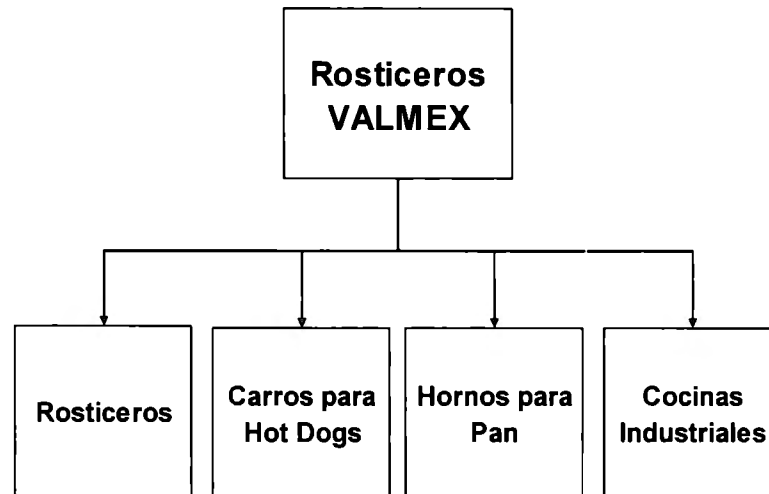 Rosticeros
VALMEX
Rosticeros
Carros para
Hot Dogs
Hornos para
Pan
Cocinas
Industriales